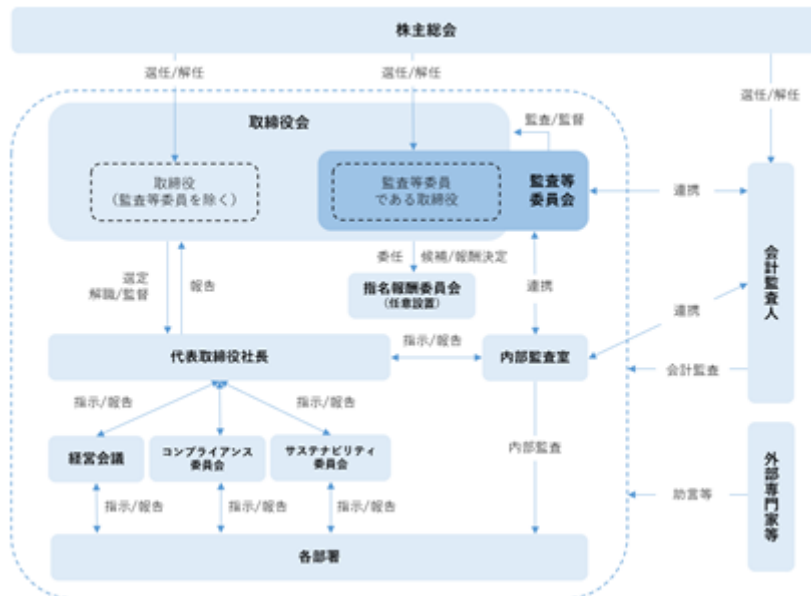 株主総会
選任/解任
選任/解任
選任/解任
取締役会
監査/監督
取締役
(監査等委員を除く)
監査等委員
である取締役
監査等
委員会
連携
会計監査人
選定
解職/監督
報告
委任
候補/報酬決定
指名報酬委員会
(任意設置)
連携
連携
代表取締役社長
指示/報告
内部監査室
会計監査
指示/報告
指示/報告
経営会議
コンプライアンス
委員会
サステナビリティ
委員会
内部監査
外部専門家等
助言等
指示/報告
指示/報告
指示/報告
各部署